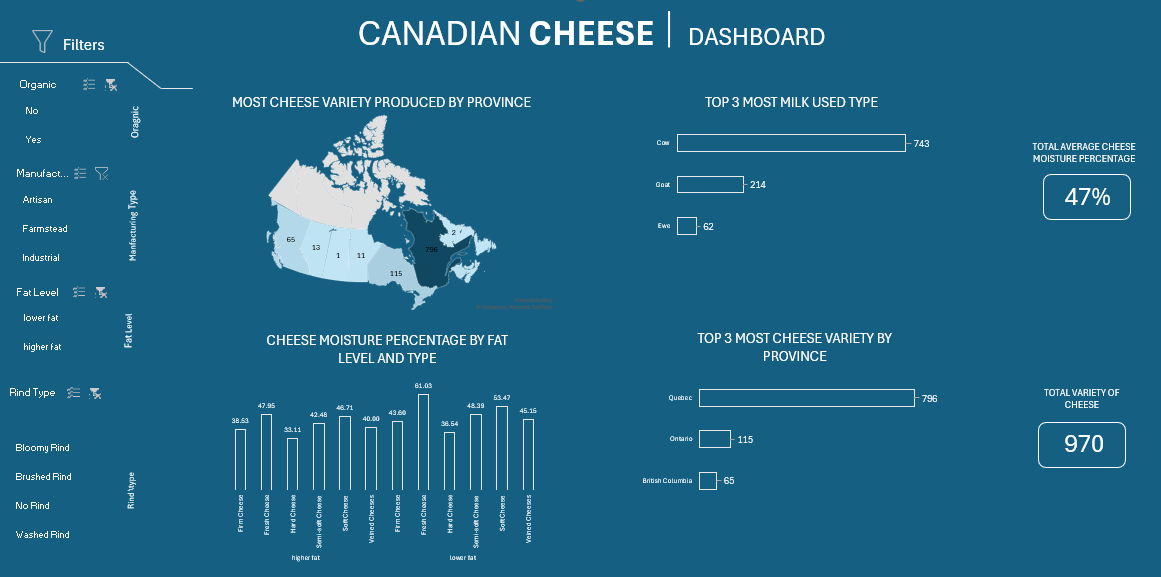 CANADIAN CHEESE | DASHBOARD
Filters
Organic
No
Yes
Oragnic
Manufact...
Artisan
Farmstead
Industrial
Manfacturing Type
Fat Level
lower fat
higher fat
Fat Level
Rind Type
Bloomy Rind
Brushed Rind
No Rind
Washed Rind
MOST CHEESE VARIETY PRODUCED BY PROVINCE
65
13
1
11
115
796
2
CHEESE MOISTURE PERCENTAGE BY FAT
LEVEL AND TYPE
38.53
47.95
33.11
42.48
46.71
40.00
43.60
61.03
36.54
48.39
53.47
45.15
Firm Cheese
Fresh Cheese
Hard Cheese
Semi-soft Cheese
Soft Cheese
Veined Cheeses
Firm Cheese
Fresh Cheese
Hard Cheese
Semi-soft Cheese
Soft Cheese
Veined Cheeses
higher fat
lower fat
TOP 3 MOST MILK USED TYPE
Cow 743
Goat 214
Ewe 62
TOTAL AVERAGE CHEESE
MOISTURE PERCENTAGE
47%
TOP 3 MOST CHEESE VARIETY BY
PROVINCE
Quebec 796
Ontario 115
British Columbia 65
TOTAL VARIETY OF
CHEESE
970